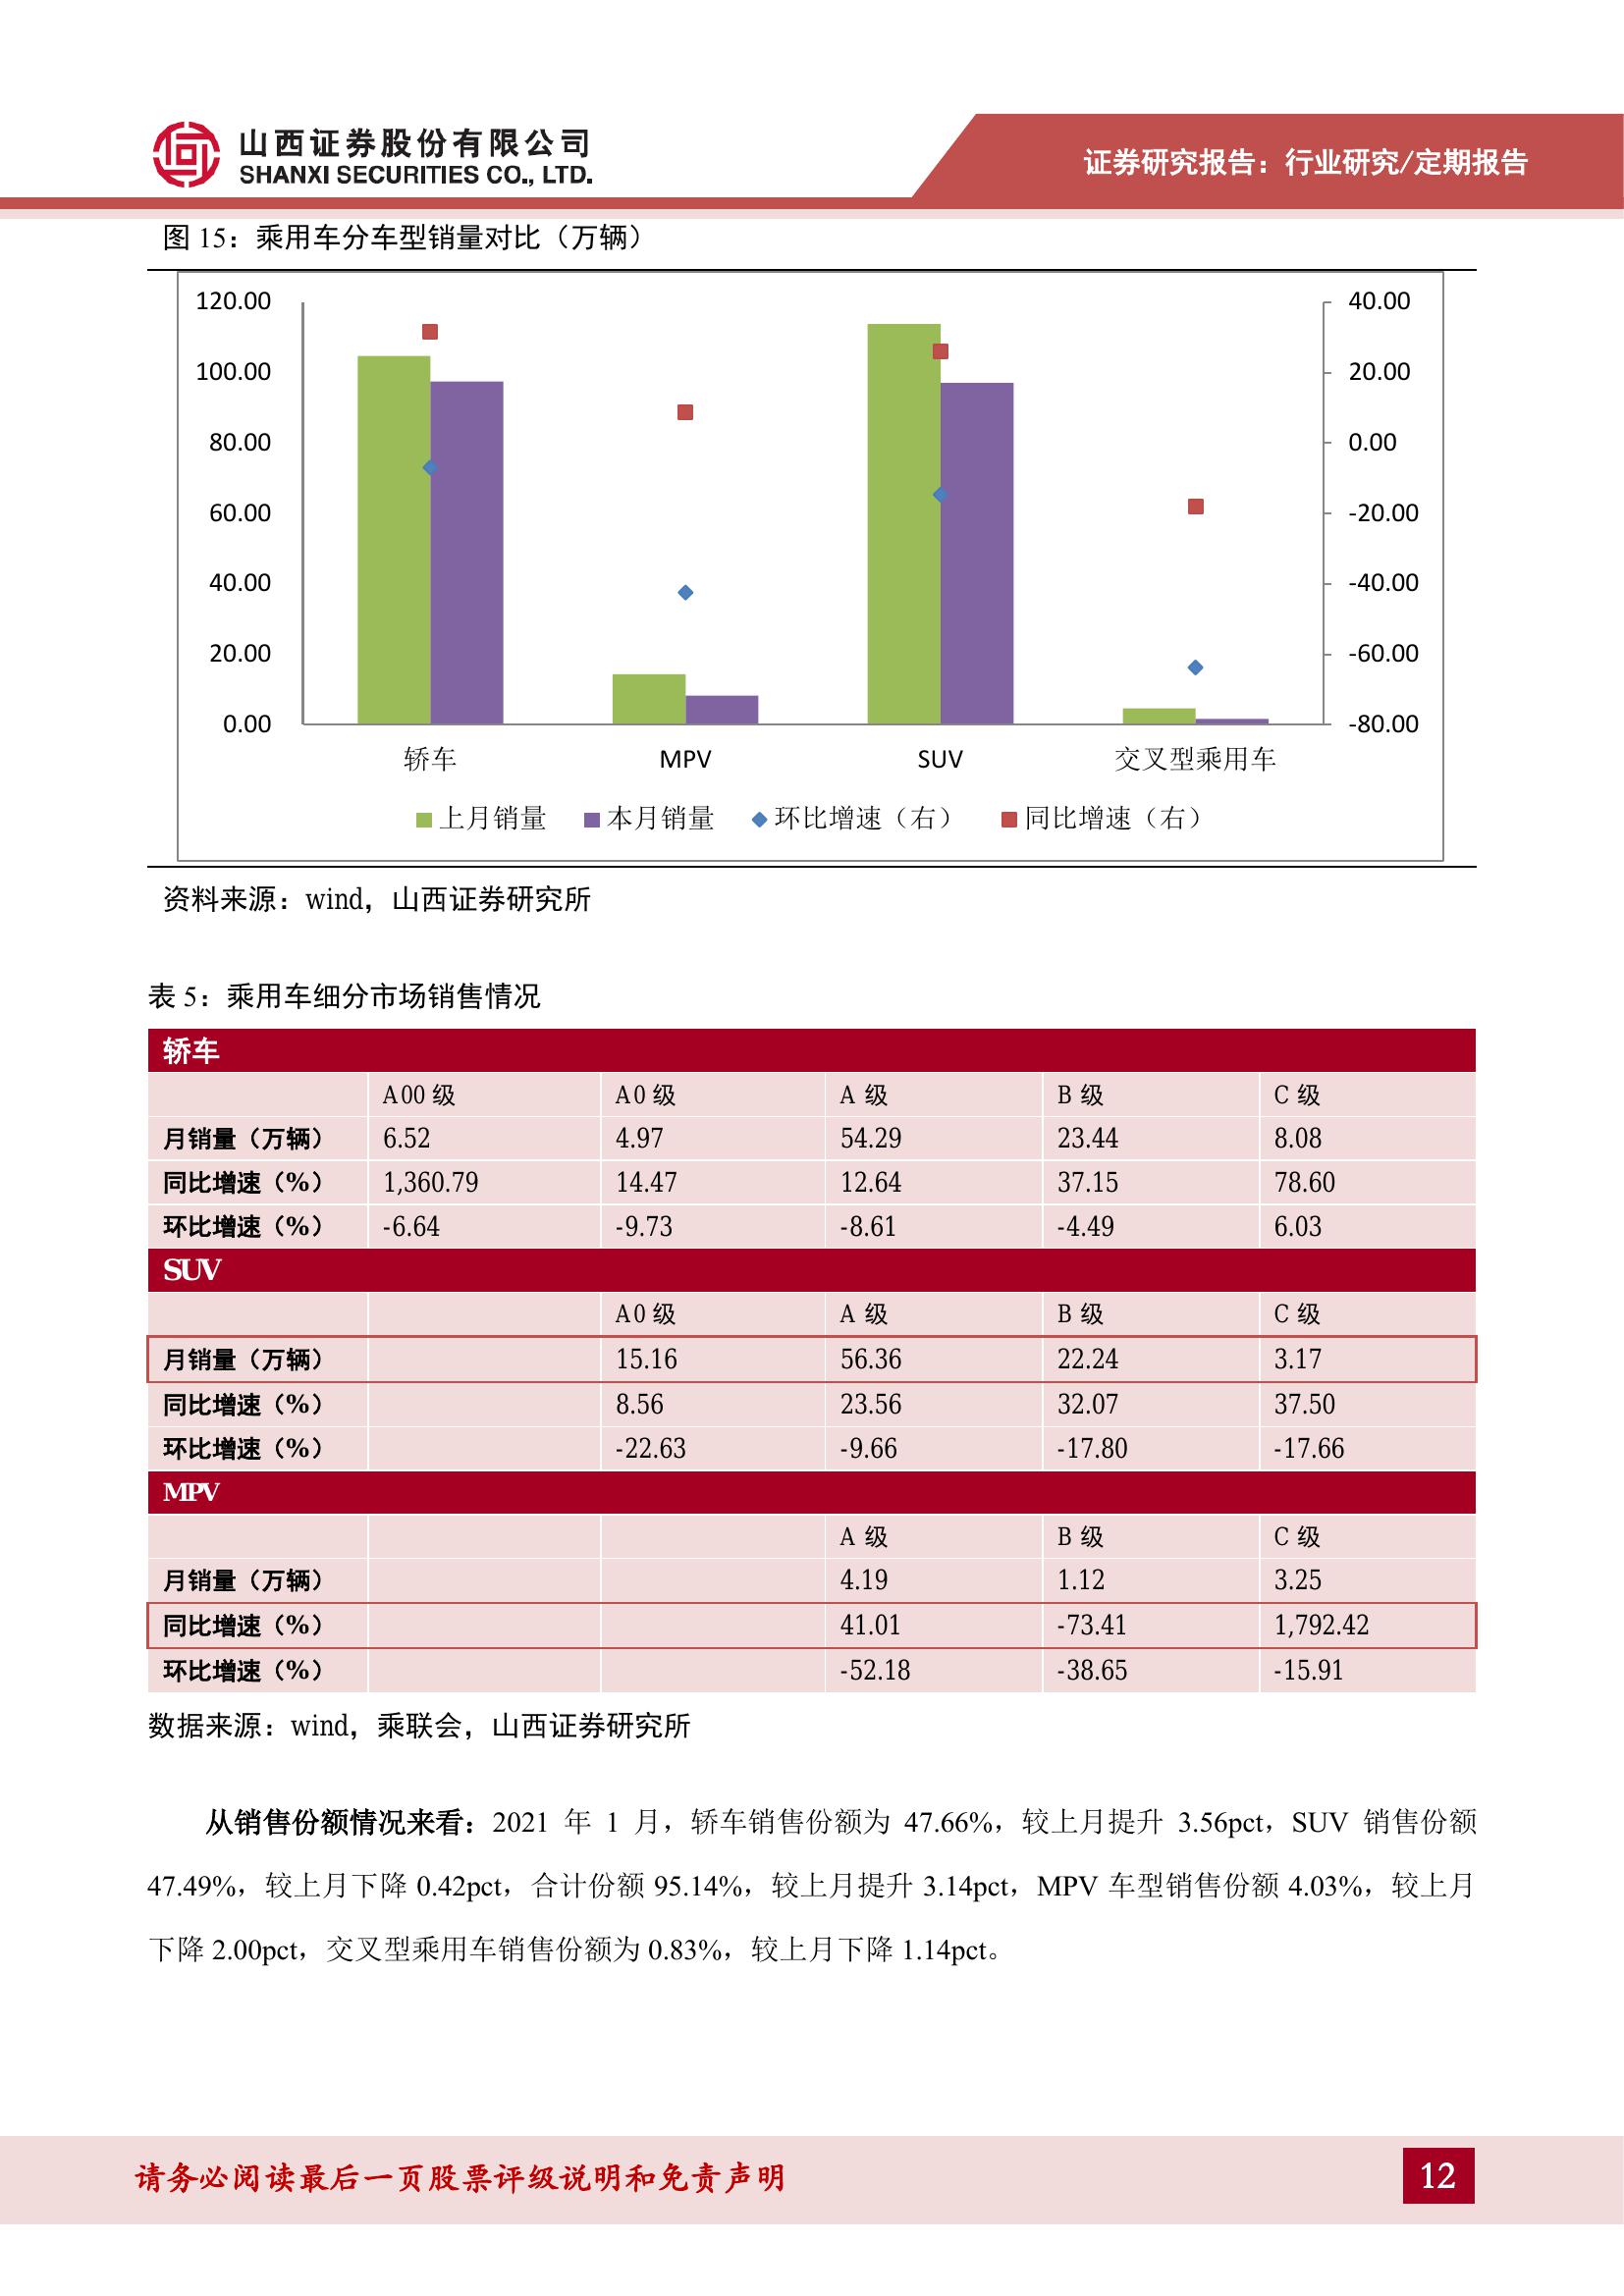 山西证券股份有限公司
SHANXI SECURITIES CO., LTD.
证券研究报告：行业研究/定期报告
图 15：乘用车分车型销量对比（万辆）
120.00 40.00
100.00 20.00
80.00 0.00
60.00 -20.00
40.00 -40.00
20.00 -60.00
0.00 -80.00
轿车 MPV SUV 交叉型乘用车
上月销量 本月销量 环比增速（右） 同比增速（右）
资料来源：wind，山西证券研究所
表 5：乘用车细分市场销售情况
轿车
A00 级 A0 级 A 级 B 级 C 级
月销量（万辆） 6.52 4.97 54.29 23.44 8.08
同比增速（%） 1,360.79 14.47 12.64 37.15 78.60
环比增速（%） -6.64 -9.73 -8.61 -4.49 6.03
SUV
A0 级 A 级 B 级 C 级
月销量（万辆） 15.16 56.36 22.24 3.17
同比增速（%） 8.56 23.56 32.07 37.50
环比增速（%） -22.63 -9.66 -17.80 -17.66
MPV
A 级 B 级 C 级
月销量（万辆） 4.19 1.12 3.25
同比增速（%） 41.01 -73.41 1,792.42
环比增速（%） -52.18 -38.65 -15.91
数据来源：wind，乘联会，山西证券研究所
从销售份额情况来看：2021 年 1 月，轿车销售份额为 47.66%，较上月提升 3.56pct，SUV 销售份额
47.49%，较上月下降 0.42pct，合计份额 95.14%，较上月提升 3.14pct，MPV 车型销售份额 4.03%，较上月
下降 2.00pct，交叉型乘用车销售份额为 0.83%，较上月下降 1.14pct。
请务必阅读最后一页股票评级说明和免责声明
12